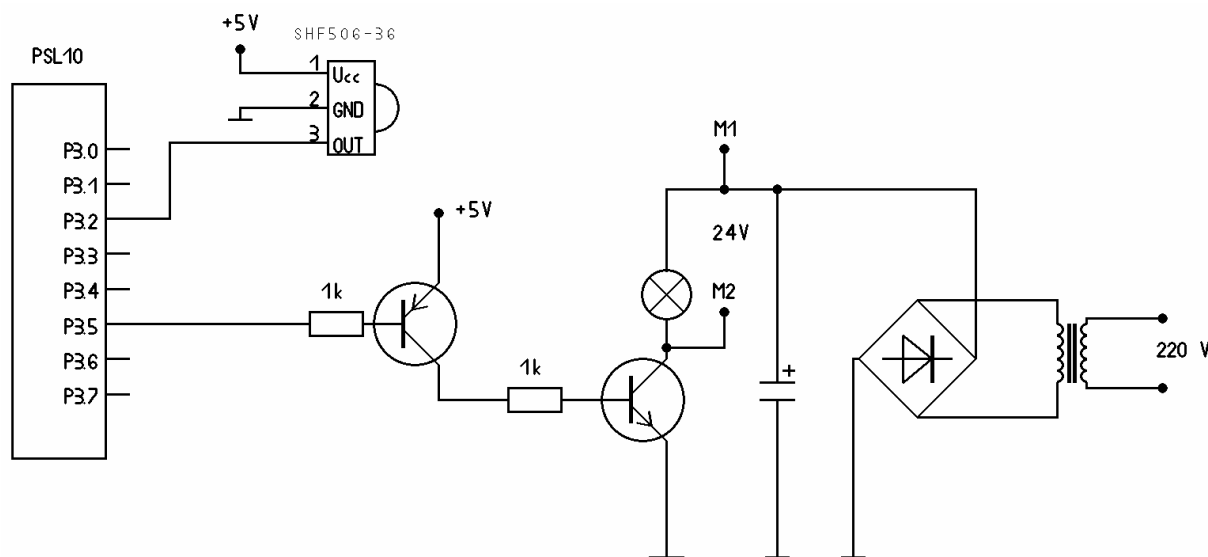 +5V
SHF506-36
PSL10
1
Ucc
2
GND
3
OUT
P3.0
P3.1
P3.2
P3.3
P3.4
P3.5
P3.6
P3.7
+5V
1k
1k
M1
24V
M2
+
220 V